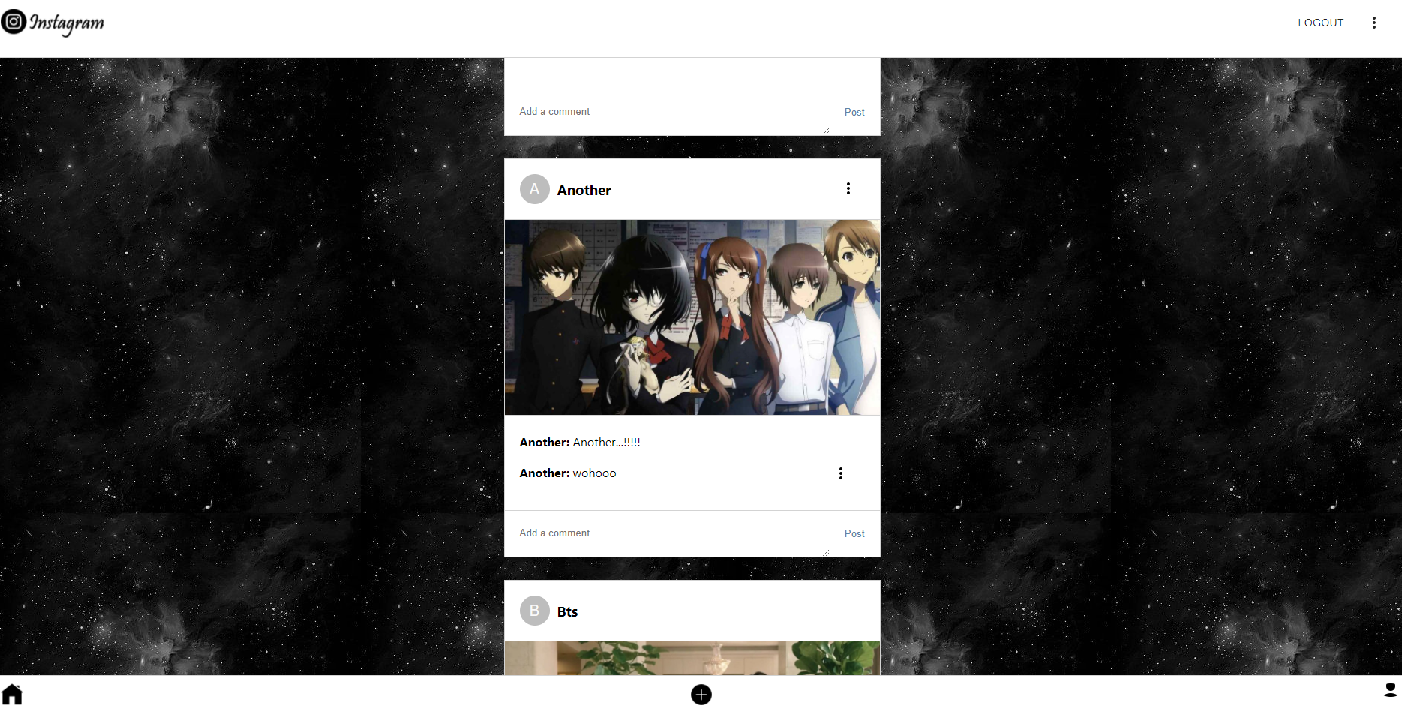 Instagram
LOGOUT
Add a comment
Post
A
Another
Another: Another...!!!!!
Another: wohooo
Add a comment
Post
B
Bts